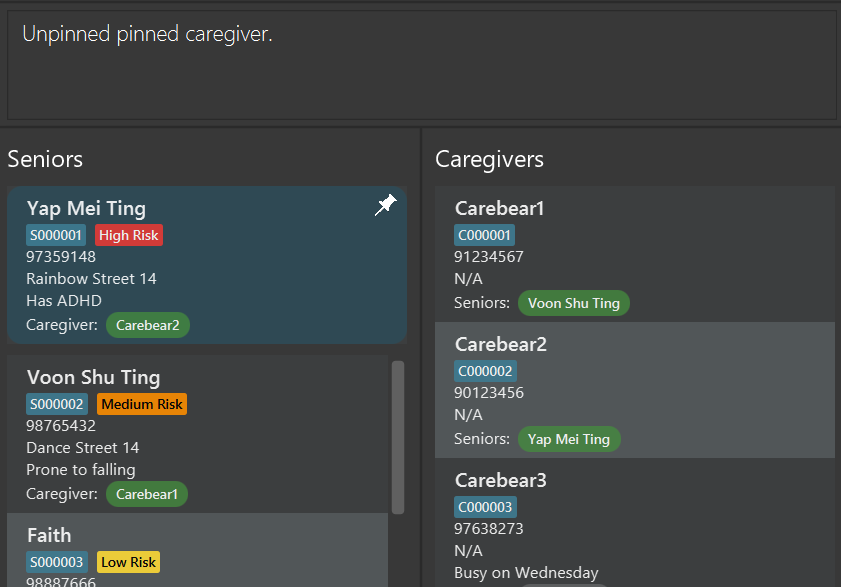 Unpinned pinned caregiver.
Seniors
Yap Mei Ting
S000001 High Risk
97359148
Rainbow Street 14
Has ADHD
Caregiver: Carebear2
Voon Shu Ting
S000002 Medium Risk
98765432
Dance Street 14
Prone to falling
Caregiver: Carebear1
Faith
S000003 Low Risk
98887666
Caregivers
Carebear1
C000001
91234567
N/A
Seniors: Voon Shu Ting
Carebear2
C000002
90123456
N/A
Seniors: Yap Mei Ting
Carebear3
C000003
97638273
N/A
Busy on Wednesday